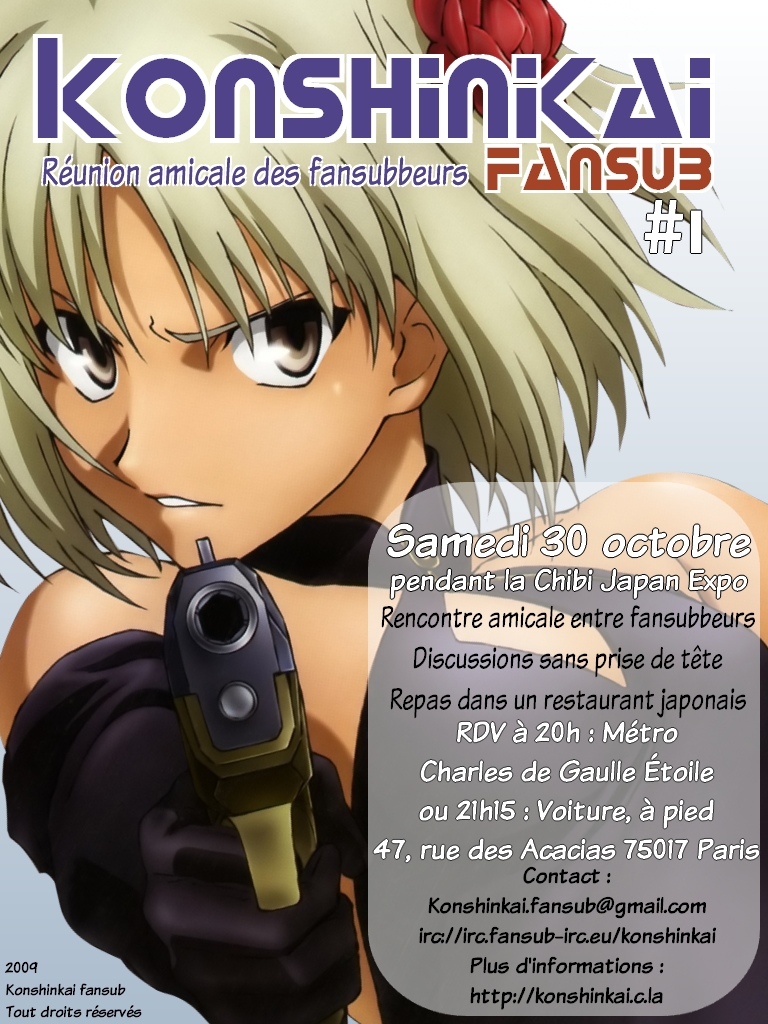 Konshinkai
Réunion amicale des fansubbeurs FANSUB
#1
Samedi 30 octobre
pendant la Chibi Japan Expo
Rencontre amicale entre fansubbeurs
Discussions sans prise de tête
Repas dans un restaurant japonais
RDV à 20h : Métro
Charles de Gaulle Étoile
ou 21h15 : Voiture, à pied
47, rue des Acacias 75017 Paris
Contact :
Konshinkai.fansub@gmail.com
irc://irc.fansub-irc.eu/konshinkai
Plus d'informations :
http://konshinkai.c.la
2009
Konshinkai fansub
Tout droits réservés